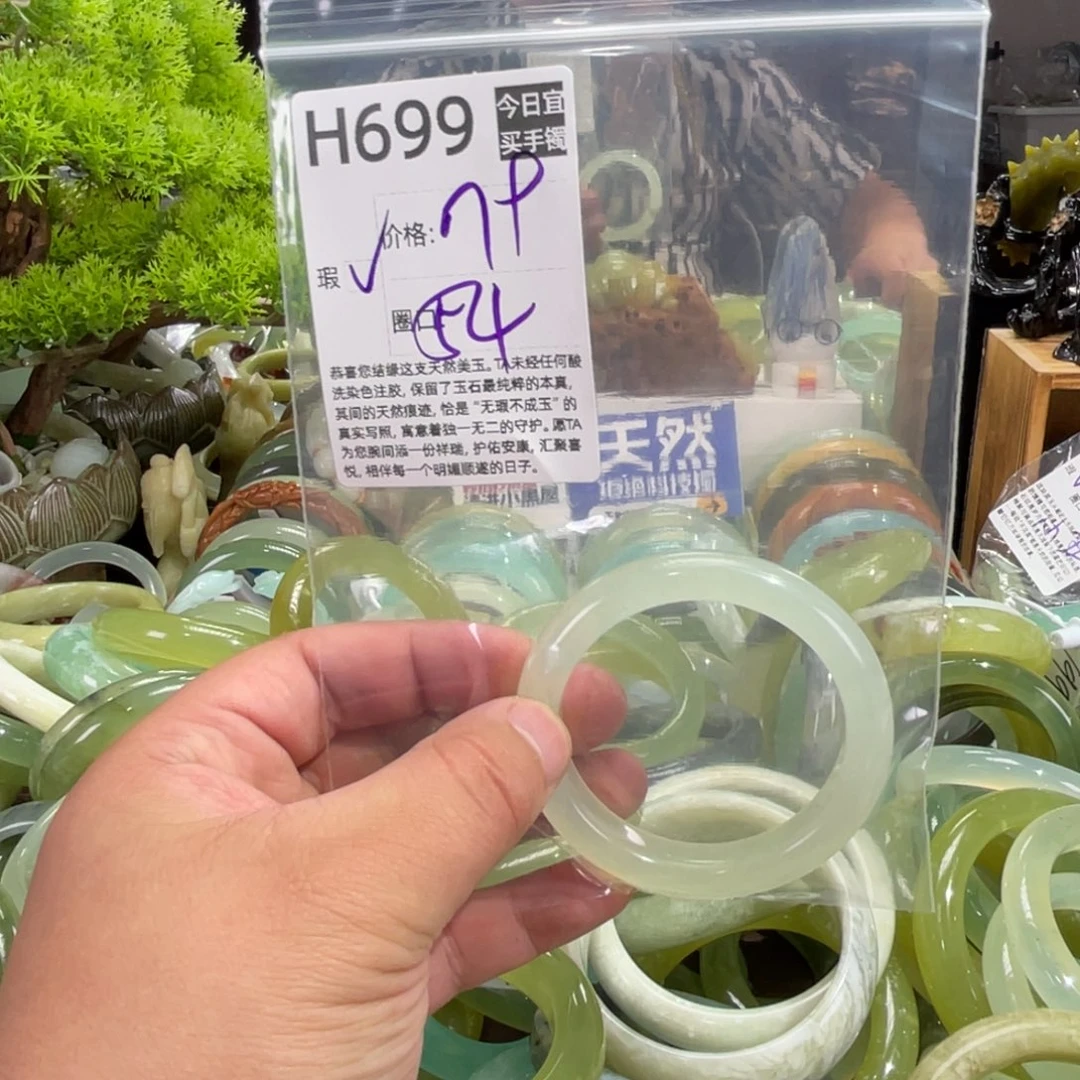 H699
今日宜
买手镯
价格:
瑕 ✓
圈口 54
恭喜您结缘这支天然美玉。TA未经任何酸
洗染色注胶, 保留了玉石最纯粹的本真,
其间的天然痕迹, 恰是“无瑕不成玉”的
真实写照, 寓意着独一无二的守护。愿TA
为您腕间添一份祥瑞, 护佑安康, 汇聚喜
悦, 相伴每一个明媚顺遂的日子。
天然